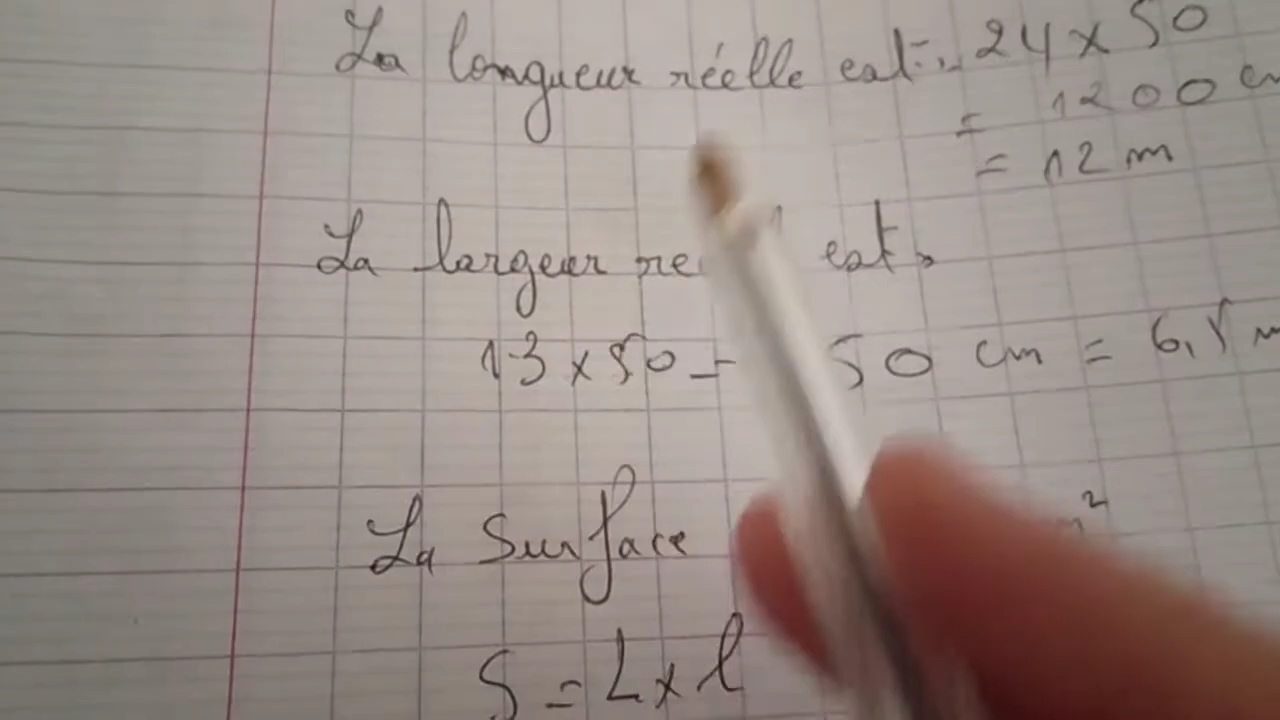 La longueur réelle est: 24 x 50
= 1200
= 12 m
La largeur est:
13 x 50 = 50 cm = 6,5 m
La Surface
S = L x l